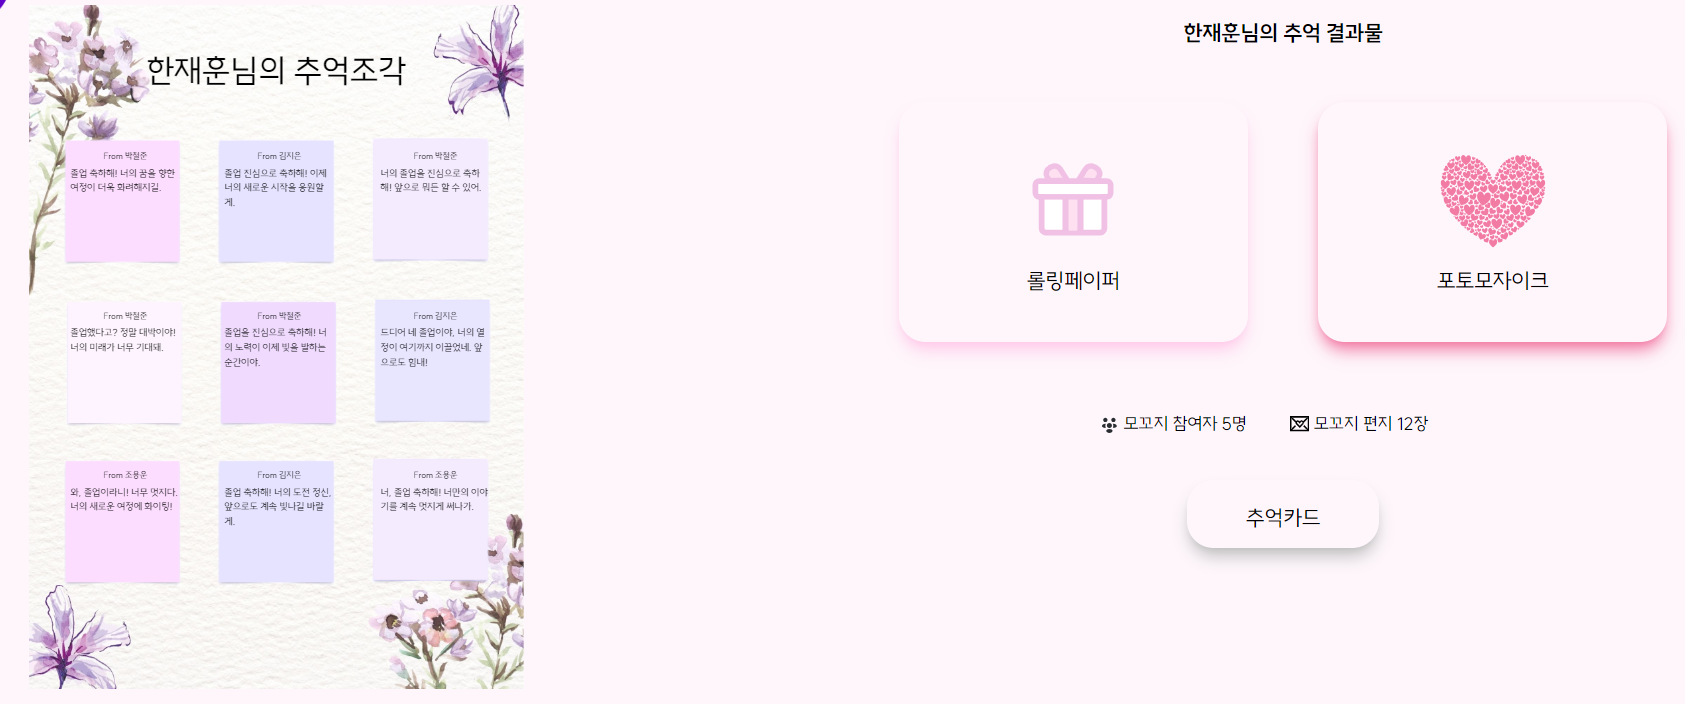 한재훈님의 추억조각
From 박철준
졸업 축하해! 너의 꿈을 향한
여정이 더욱 화려해지길.
From 김지은
졸업 진심으로 축하해! 이제
너의 새로운 시작을 응원할
게.
From 박철준
너의 졸업을 진심으로 축하
해! 앞으로 뭐든 할 수 있어.
From 박철준
졸업했다고? 정말 대박이야!
너의 미래가 너무 기대돼.
From 박철준
졸업을 진심으로 축하해! 너
의 노력이 이제 빛을 발하는
순간이야.
From 김지은
드디어 네 졸업이야, 너의 열
정이 여기까지 이끌었네. 앞
으로도 힘내!
From 조용운
와, 졸업이라니! 너무 멋지다.
너의 새로운 여정에 화이팅!
From 김지은
졸업 축하해! 너의 도전 정신,
앞으로도 계속 빛나길 바랄
게.
From 조용운
너, 졸업 축하해! 너만의 이야
기를 계속 멋지게 써나가.
한재훈님의 추억 결과물
롤링페이퍼
포토모자이크
모꼬지 참여자 5명
모꼬지 편지 12장
추억카드